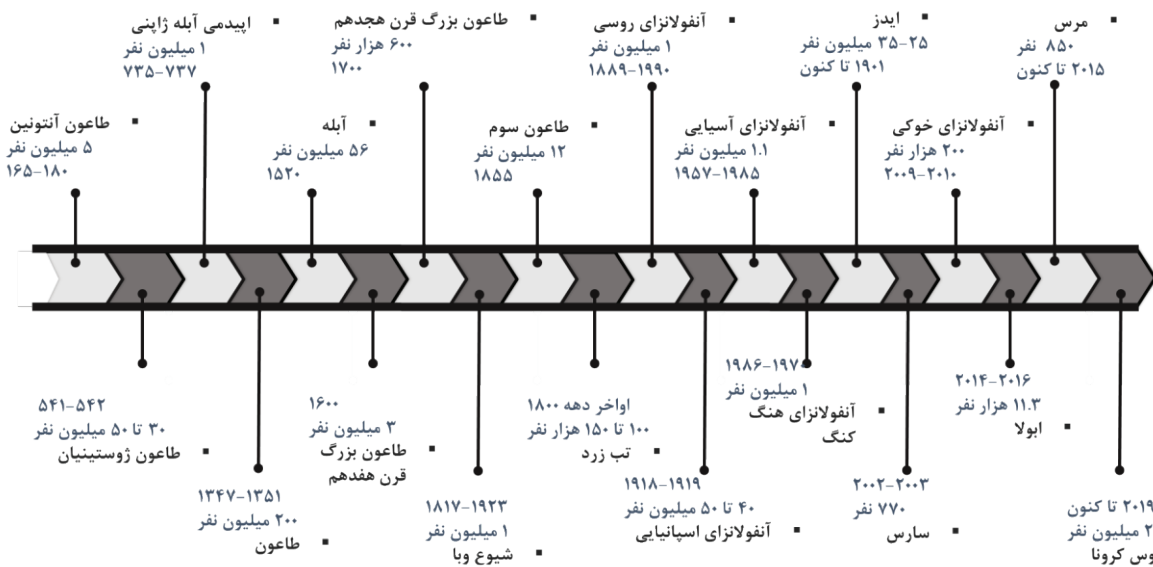 اپیدمی آبله ژاپنی
۱ میلیون نفر
۷۳۵-۷۳۷
طاعون بزرگ قرن هجدهم
۶۰۰ هزار نفر
۱۷۰۰
آنفولانزای روسی
۱ میلیون نفر
۱۸۸۹-۱۹۹۰
ایدز
۲۵-۳۵ میلیون نفر
۱۹۰۱ تا کنون
مرس
۸۵۰ نفر
۲۰۱۵ تا کنون
طاعون آنتونین
۵ میلیون نفر
۱۶۵-۱۸۰
آبله
۵۶ میلیون نفر
۱۵۲۰
طاعون سوم
۱۲ میلیون نفر
۱۸۵۵
آنفولانزای آسیایی
۱.۱ میلیون نفر
۱۹۵۷-۱۹۸۵
آنفولانزای خوکی
۲۰۰ هزار نفر
۲۰۰۹-۲۰۱۰
۵۴۱-۵۴۲
۳۰ تا ۵۰ میلیون نفر
طاعون ژوستینیان
۱۶۰۰
۳ میلیون نفر
طاعون بزرگ
قرن هفدهم
اواخر دهه ۱۸۰۰
۱۰۰ تا ۱۵۰ هزار نفر
تب زرد
۱۹۸۶-۱۹۷۰
۱ میلیون نفر
آنفولانزای هنگ
کنگ
۲۰۱۴-۲۰۱۶
۱۱.۳ هزار نفر
ابولا
۱۳۴۷-۱۳۵۱
۲۰۰ میلیون نفر
طاعون
۱۸۱۷-۱۹۲۳
۱ میلیون نفر
شیوع وبا
۱۹۱۸-۱۹۱۹
۴۰ تا ۵۰ میلیون نفر
آنفولانزای اسپانیایی
۲۰۰۲-۲۰۰۳
۷۷۰ نفر
سارس
۲۰۱۹ تا کنون
میلیون نفر
کرونا